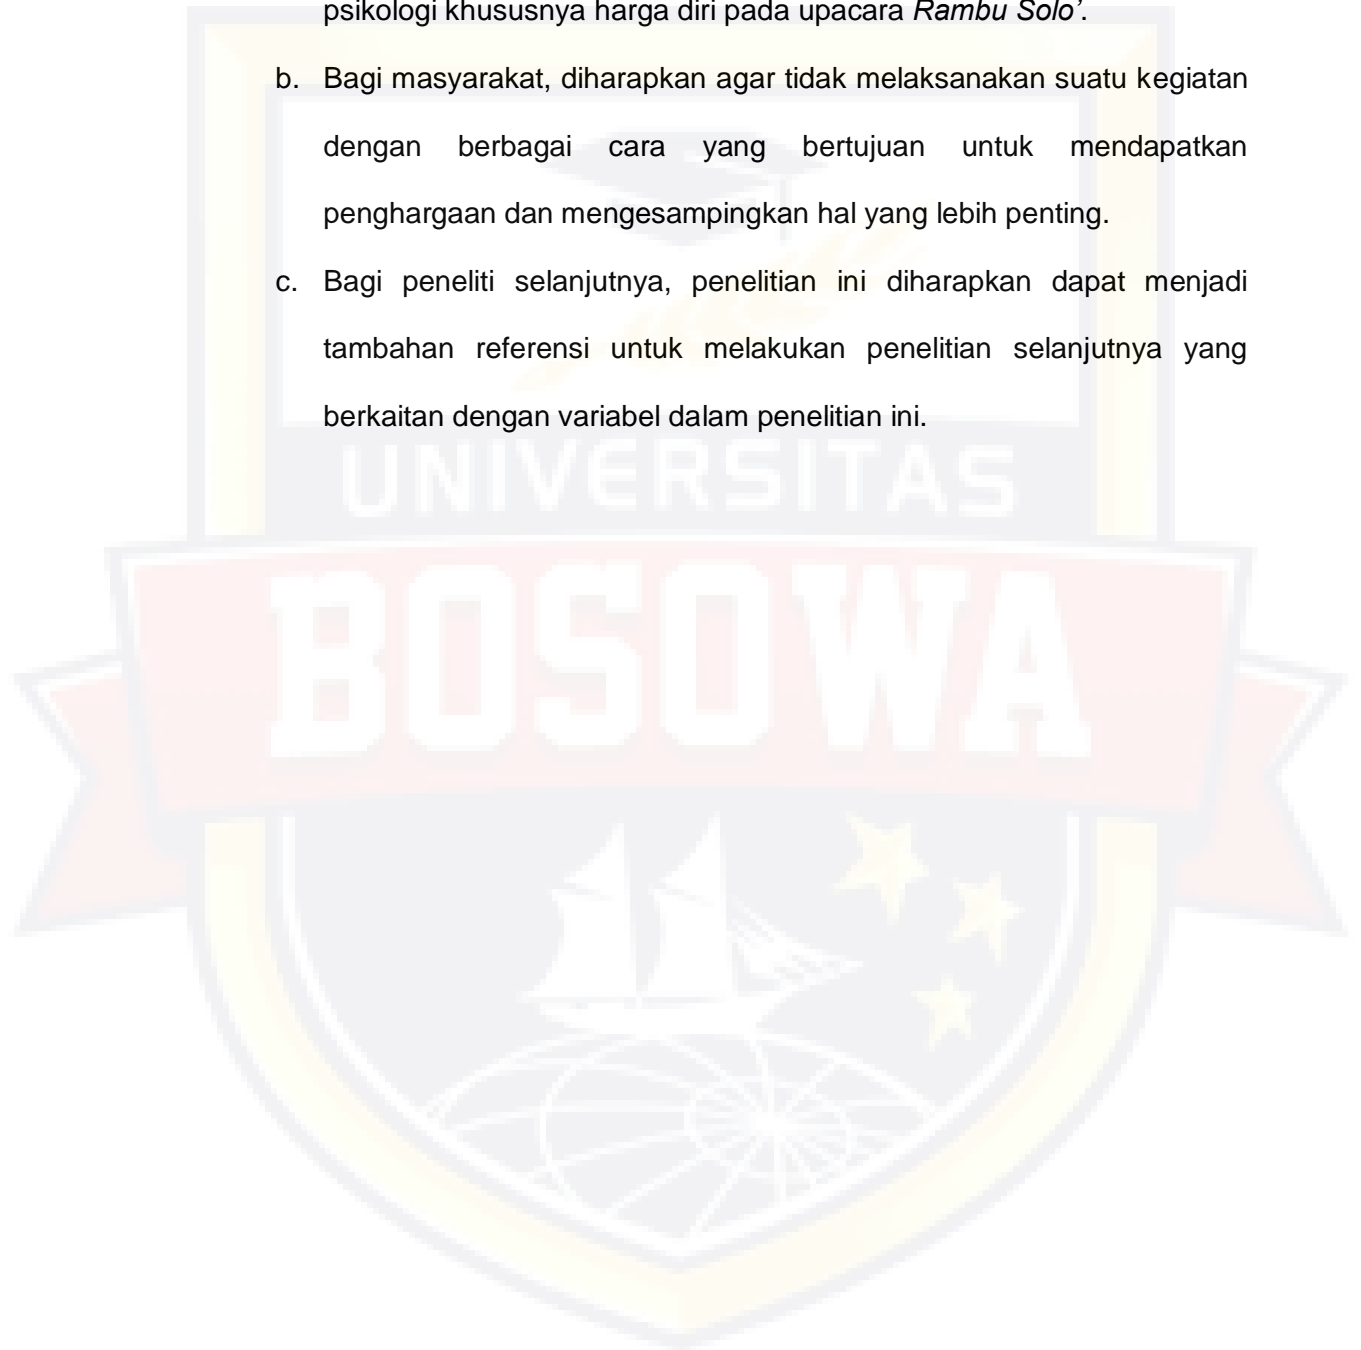 psikologi khususnya harga diri pada upacara Rambu Solo’.
b. Bagi masyarakat, diharapkan agar tidak melaksanakan suatu kegiatan
dengan berbagai cara yang bertujuan untuk mendapatkan
penghargaan dan mengesampingkan hal yang lebih penting.
c. Bagi peneliti selanjutnya, penelitian ini diharapkan dapat menjadi
tambahan referensi untuk melakukan penelitian selanjutnya yang
berkaitan dengan variabel dalam penelitian ini.
UNIVERSITAS
BOSOWA